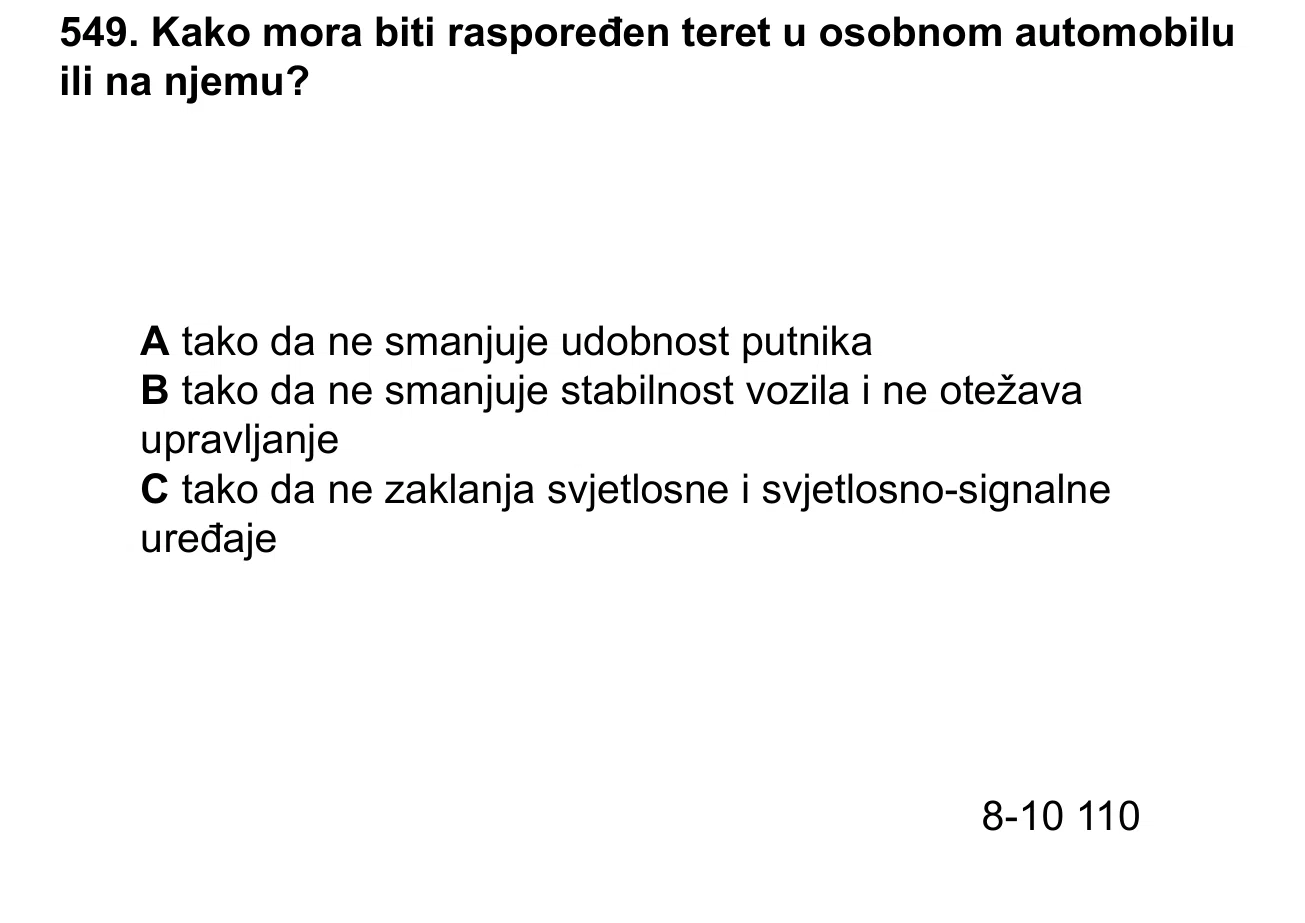 549. Kako mora biti raspoređen teret u osobnom automobilu
ili na njemu?
A tako da ne smanjuje udobnost putnika
B tako da ne smanjuje stabilnost vozila i ne otežava
upravljanje
C tako da ne zaklanja svjetlosne i svjetlosno-signalne
uređaje
8-10 110